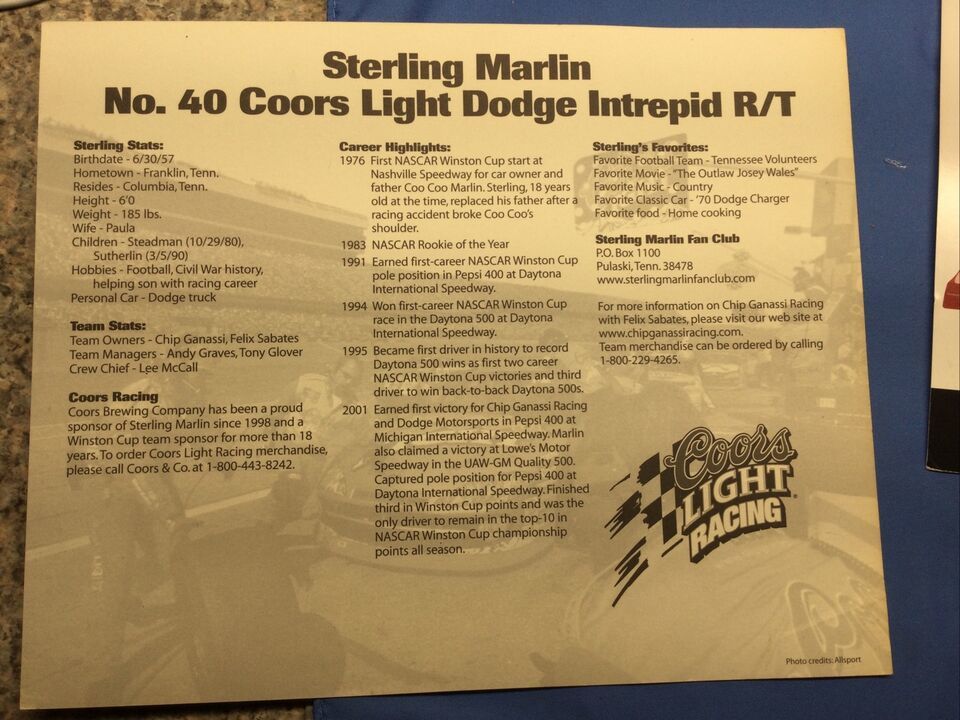 Sterling Marlin
No. 40 Coors Light Dodge Intrepid R/T
Sterling Stats:
Birthdate - 6/30/57
Hometown - Franklin, Tenn.
Resides - Columbia, Tenn.
Height - 6'0
Weight - 185 lbs.
Wife - Paula
Children - Steadman (10/29/80),
Sutherlin (3/5/90)
Hobbies - Football, Civil War history,
helping son with racing career
Personal Car - Dodge truck
Team Stats:
Team Owners - Chip Ganassi, Felix Sabates
Team Managers - Andy Graves, Tony Glover
Crew Chief - Lee McCall
Coors Racing
Coors Brewing Company has been a proud
sponsor of Sterling Marlin since 1998 and a
Winston Cup team sponsor for more than 18
years. To order Coors Light Racing merchandise,
please call Coors & Co. at 1-800-443-8242.
Career Highlights:
1976 First NASCAR Winston Cup start at
Nashville Speedway for car owner and
father Coo Coo Marlin. Sterling, 18 years
old at the time, replaced his father after a
racing accident broke Coo Coo's
shoulder.
1983 NASCAR Rookie of the Year
1991 Earned first-career NASCAR Winston Cup
pole position in Pepsi 400 at Daytona
International Speedway.
1994 Won first-career NASCAR Winston Cup
race in the Daytona 500 at Daytona
International Speedway.
1995 Became first driver in history to record
Daytona 500 wins as first two career
NASCAR Winston Cup victories and third
driver to win back-to-back Daytona 500s.
2001 Earned first victory for Chip Ganassi Racing
and Dodge Motorsports in Pepsi 400 at
Michigan International Speedway. Marlin
also claimed a victory at Lowe's Motor
Speedway in the UAW-GM Quality 500.
Captured pole position for Pepsi 400 at
Daytona International Speedway. Finished
third in Winston Cup points and was the
only driver to remain in the top-10 in
NASCAR Winston Cup championship
points all season.
Sterling's Favorites:
Favorite Football Team - Tennessee Volunteers
Favorite Movie - "The Outlaw Josey Wales"
Favorite Music - Country
Favorite Classic Car - '70 Dodge Charger
Favorite food - Home cooking
Sterling Marlin Fan Club
P.O. Box 1100
Pulaski, Tenn. 38478
www.sterlingmarlinfanclub.com
For more information on Chip Ganassi Racing
with Felix Sabates, please visit our web site at
www.chipganassiracing.com.
Team merchandise can be ordered by calling
1-800-229-4265.
Coors
LIGHT
RACING
Photo credits: Allsport